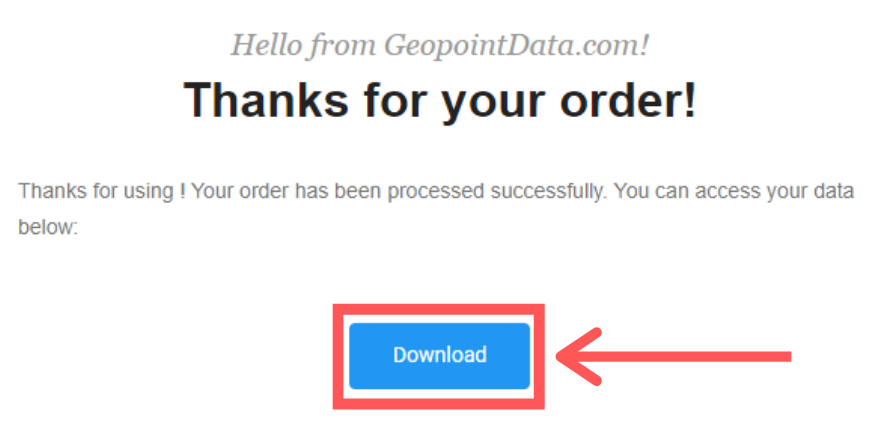 Hello from GeopointData.com!
Thanks for your order!
Thanks for using ! Your order has been processed successfully. You can access your data
below:
Download